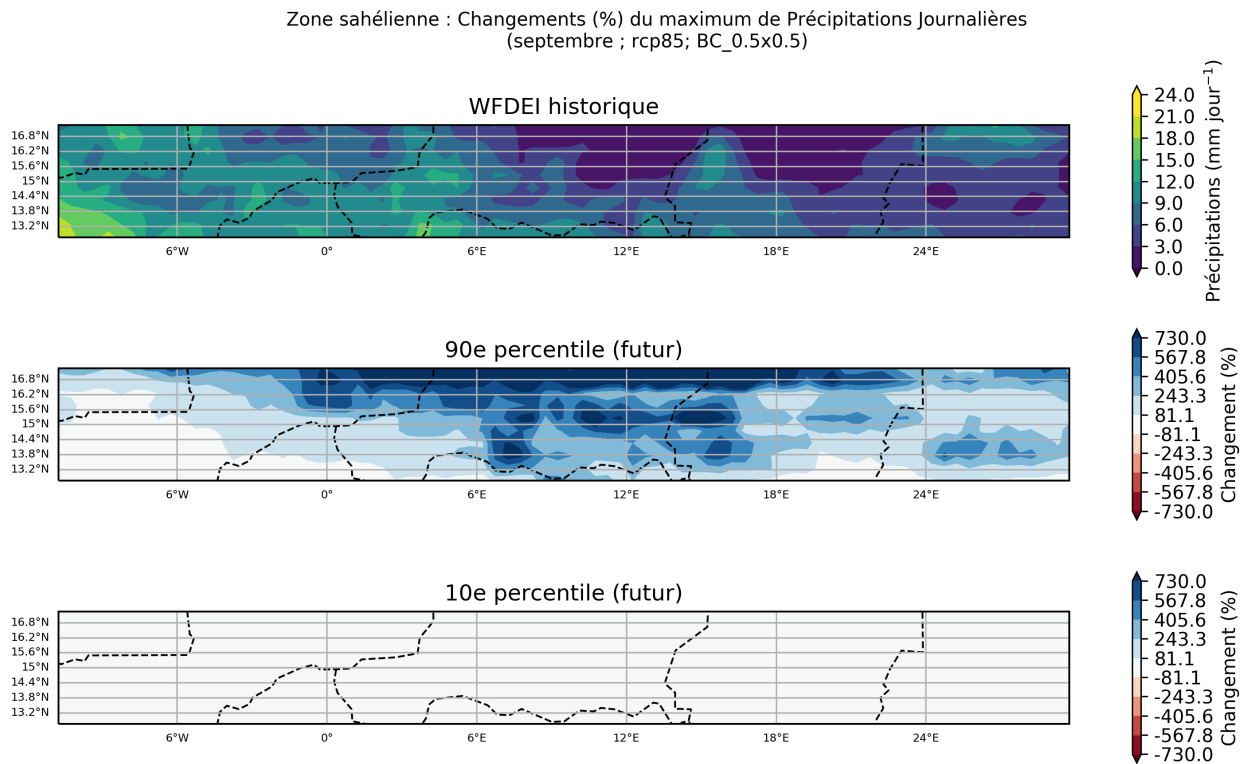 Zone sahélienne : Changements (%) du maximum de Précipitations Journalières
(septembre ; rcp85; BC_0.5x0.5)
WFDEI historique
16.8°N
16.2°N
15.6°N
15°N
14.4°N
13.8°N
13.2°N
6°W 0° 6°E 12°E 18°E 24°E
24.0
21.0
18.0
15.0
12.0
9.0
6.0
3.0
0.0
Précipitations (mm jour⁻¹)
90e percentile (futur)
16.8°N
16.2°N
15.6°N
15°N
14.4°N
13.8°N
13.2°N
6°W 0° 6°E 12°E 18°E 24°E
730.0
567.8
405.6
243.3
81.1
-81.1
-243.3
-405.6
-567.8
-730.0
Changement (%)
10e percentile (futur)
16.8°N
16.2°N
15.6°N
15°N
14.4°N
13.8°N
13.2°N
6°W 0° 6°E 12°E 18°E 24°E
730.0
567.8
405.6
243.3
81.1
-81.1
-243.3
-405.6
-567.8
-730.0
Changement (%)